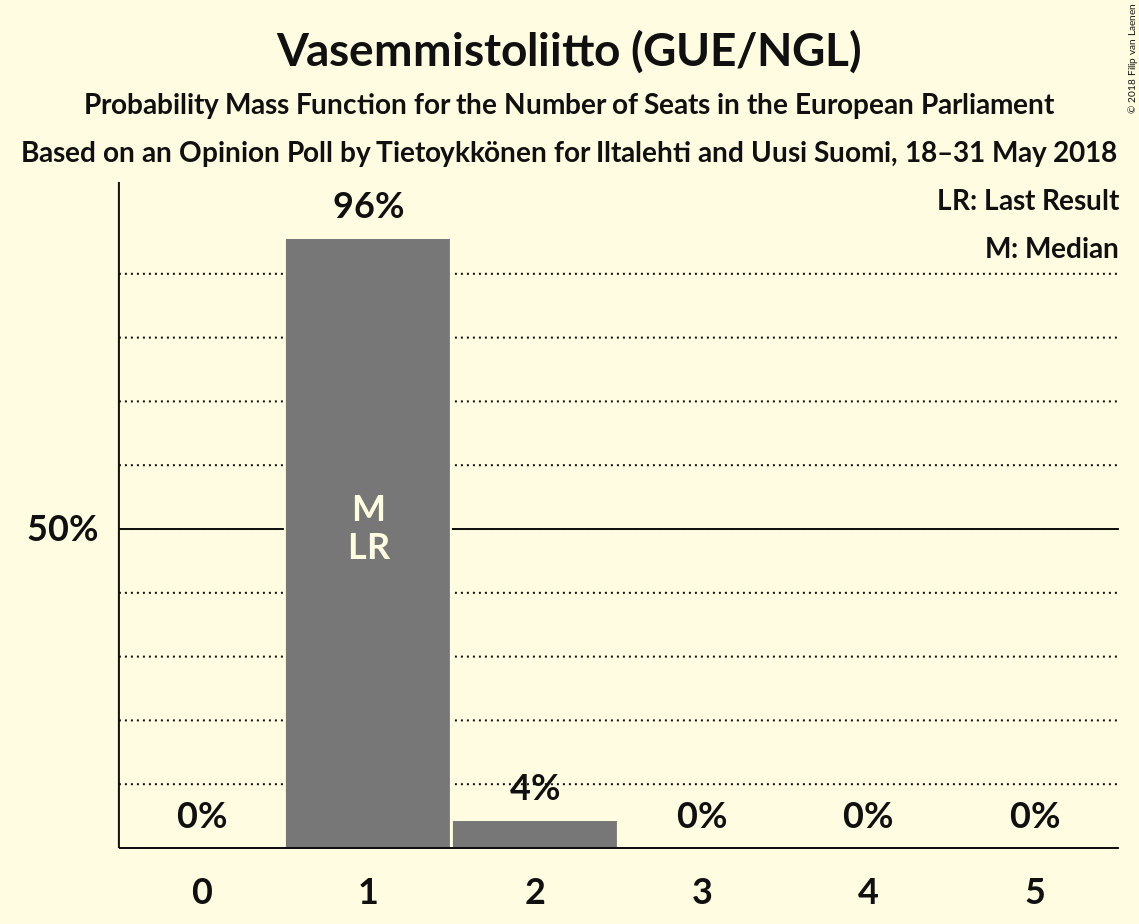 Vasemmistoliitto (GUE/NGL)
Probability Mass Function for the Number of Seats in the European Parliament
Based on an Opinion Poll by Tietoykkönen for Iltalehti and Uusi Suomi, 18–31 May 2018
© 2018 Filip van Laenen
LR: Last Result
M: Median
96%
50%
M
LR
4%
0%
0%
0%
0%
0 1 2 3 4 5